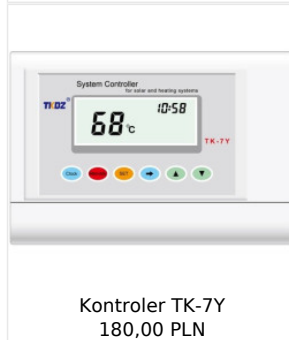 System Controller
for solar and heating systems
TKDZ®
10:58
68°C
TK-7Y
Clock
SET
Kontroler TK-7Y
180,00 PLN